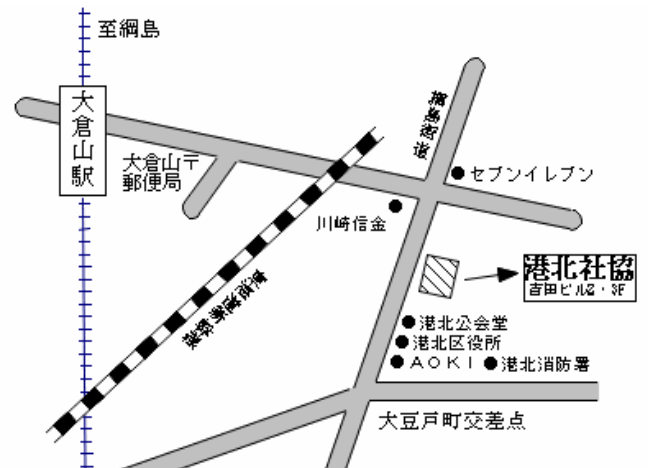 至綱島
大倉山駅
大倉山〒
郵便局
綱島街道
セブンイレブン
川崎信金
港北社協
吉田ビル2・3F
東海道新幹線
港北公会堂
港北区役所
ＡＯＫＩ
港北消防署
大豆戸町交差点